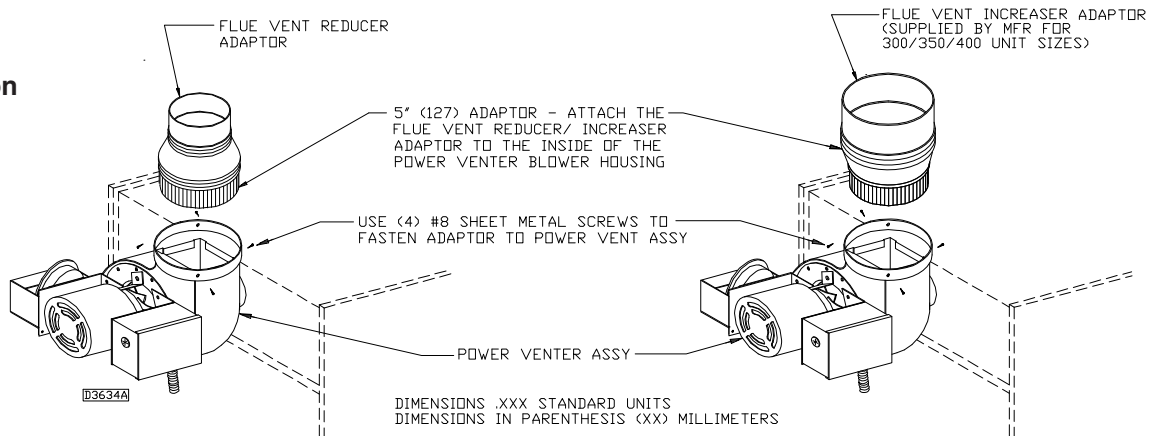 FLUE VENT REDUCER
ADAPTOR
FLUE VENT INCREASER ADAPTOR
(SUPPLIED BY MFR FOR
300/350/400 UNIT SIZES)
on
5" (127) ADAPTOR - ATTACH THE
FLUE VENT REDUCER/ INCREASER
ADAPTOR TO THE INSIDE OF THE
POWER VENTER BLOWER HOUSING
USE (4) #8 SHEET METAL SCREWS TO
FASTEN ADAPTOR TO POWER VENT ASSY
POWER VENTER ASSY
D3634A
DIMENSIONS .XXX STANDARD UNITS
DIMENSIONS IN PARENTHESIS (XX) MILLIMETERS